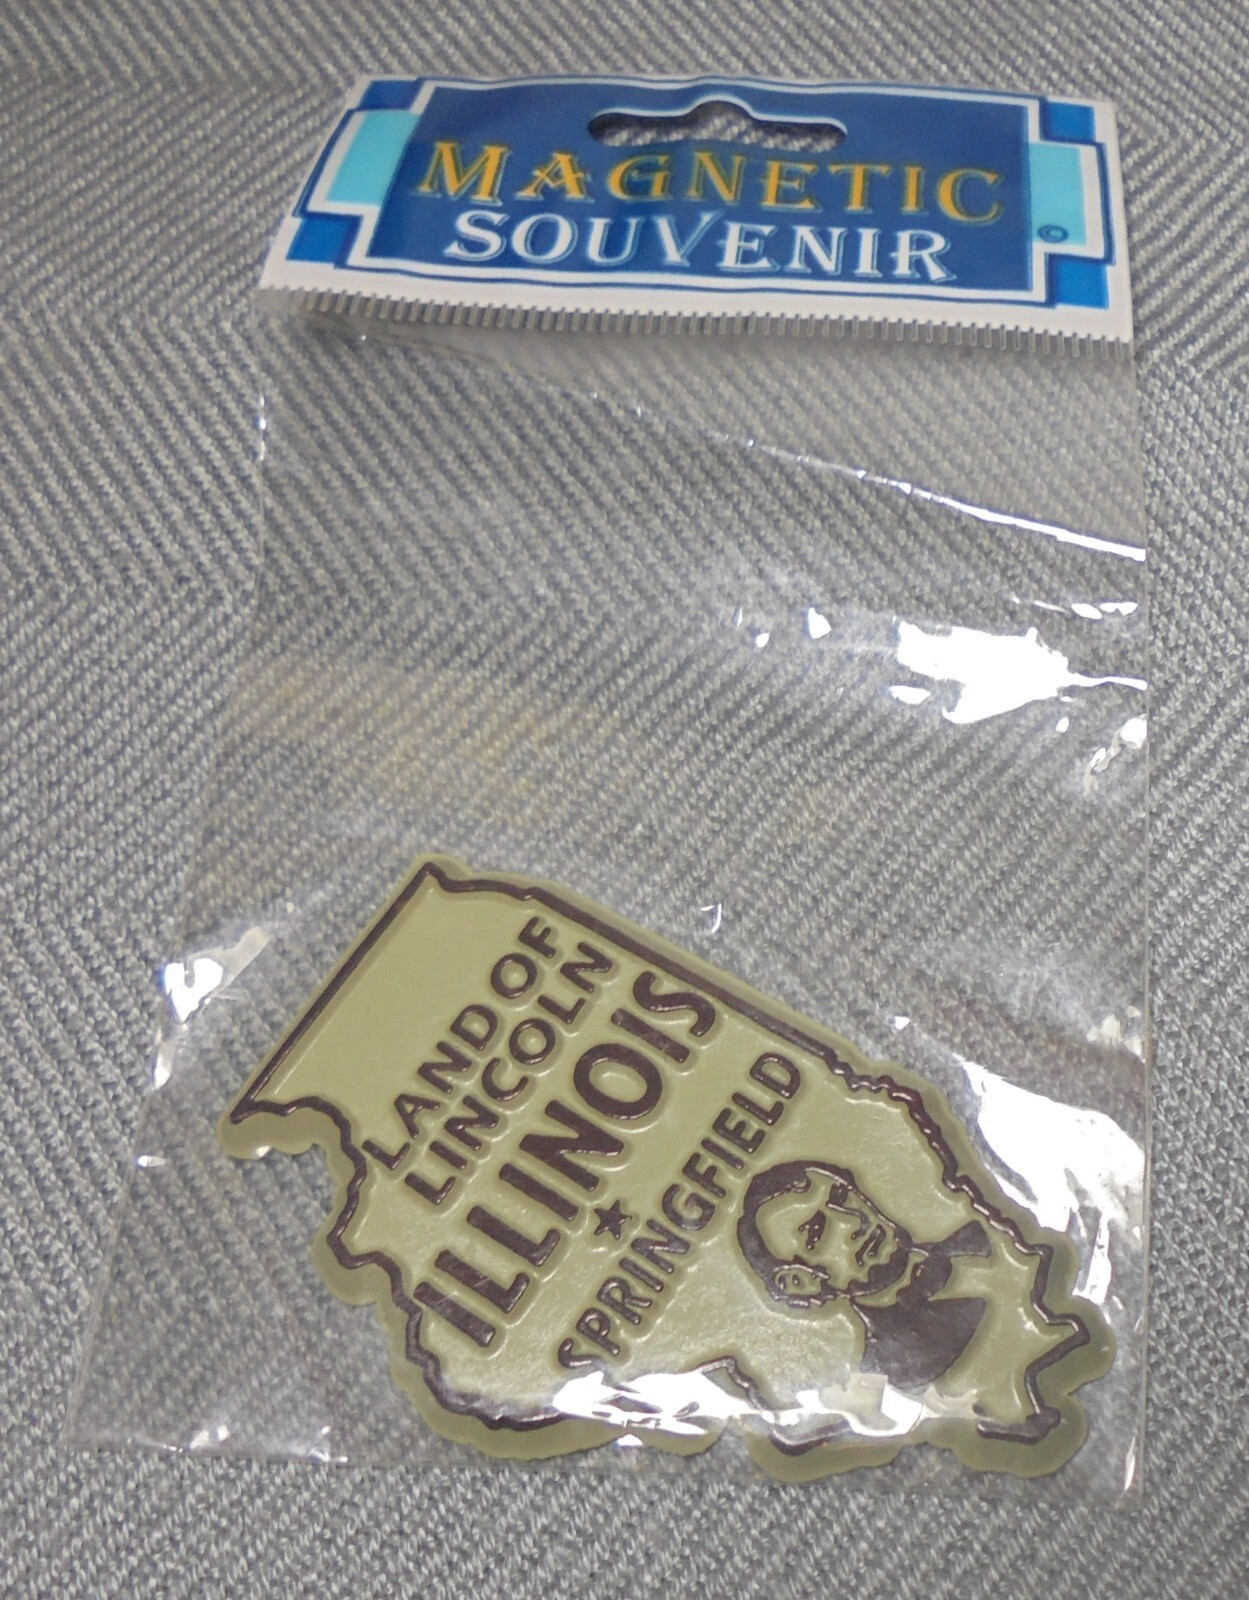 MAGNETIC
SOUVENIR
©
LAND OF
LINCOLN
ILLINOIS
SPRINGFIELD